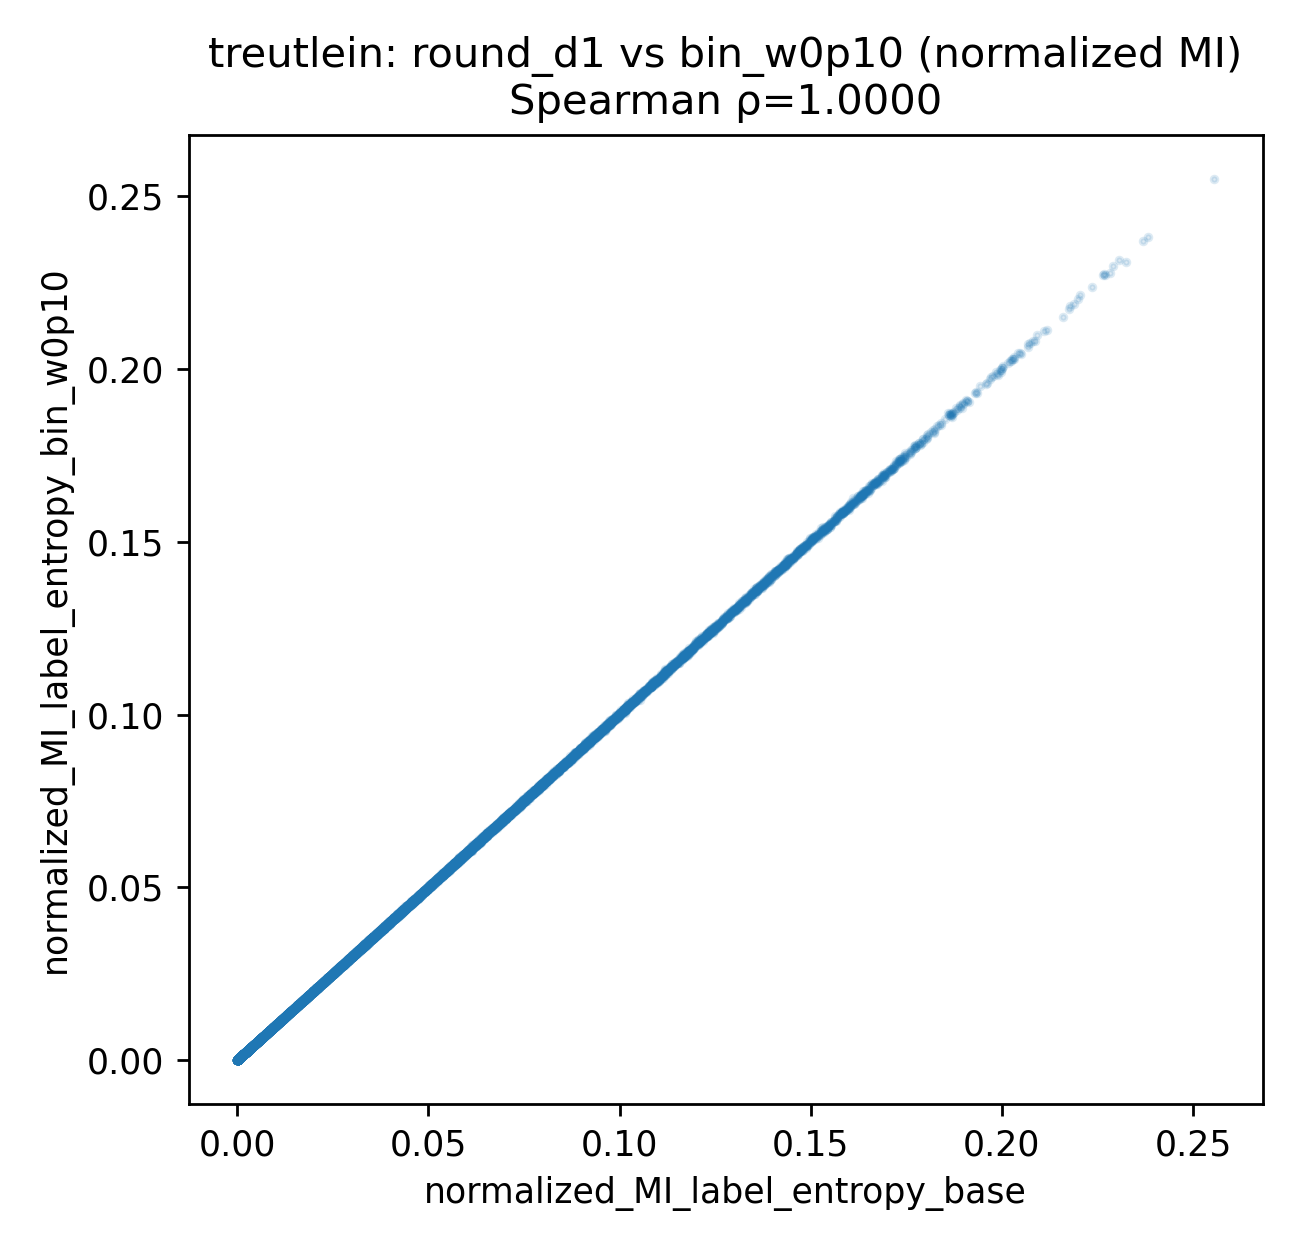 treutlein: round_d1 vs bin_w0p10 (normalized MI)
Spearman ρ=1.0000
normalized_MI_label_entropy_bin_w0p10
0.25
0.20
0.15
0.10
0.05
0.00
0.00 0.05 0.10 0.15 0.20 0.25
normalized_MI_label_entropy_base